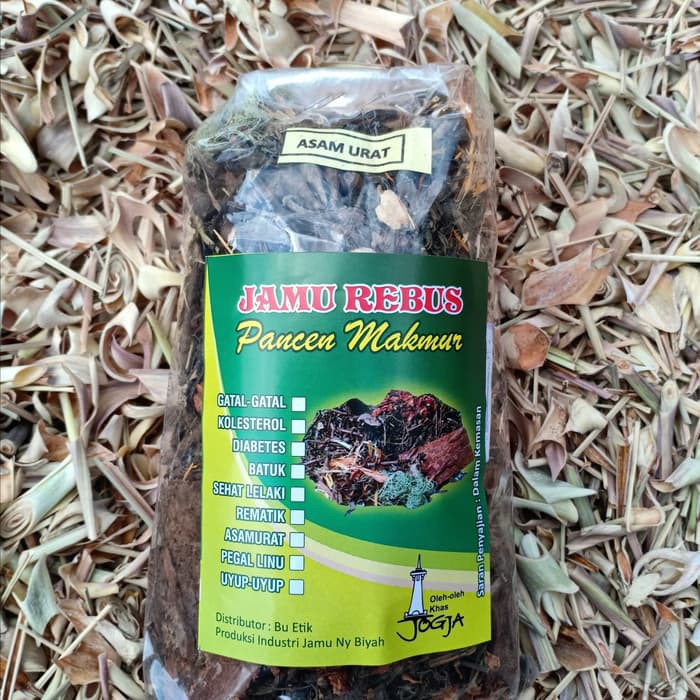 ASAM URAT
JAMU REBUS
Pancen Makmur
GATAL-GATAL
KOLESTEROL
DIABETES
BATUK
SEHAT LELAKI
REMATIK
ASAMURAT
PEGAL LINU
UYUP-UYUP
Saran Penyajian : Dalam Kemasan
Oleh-oleh
Khas
JOGJA
Distributor : Bu Etik
Produksi Industri Jamu Ny Biyah